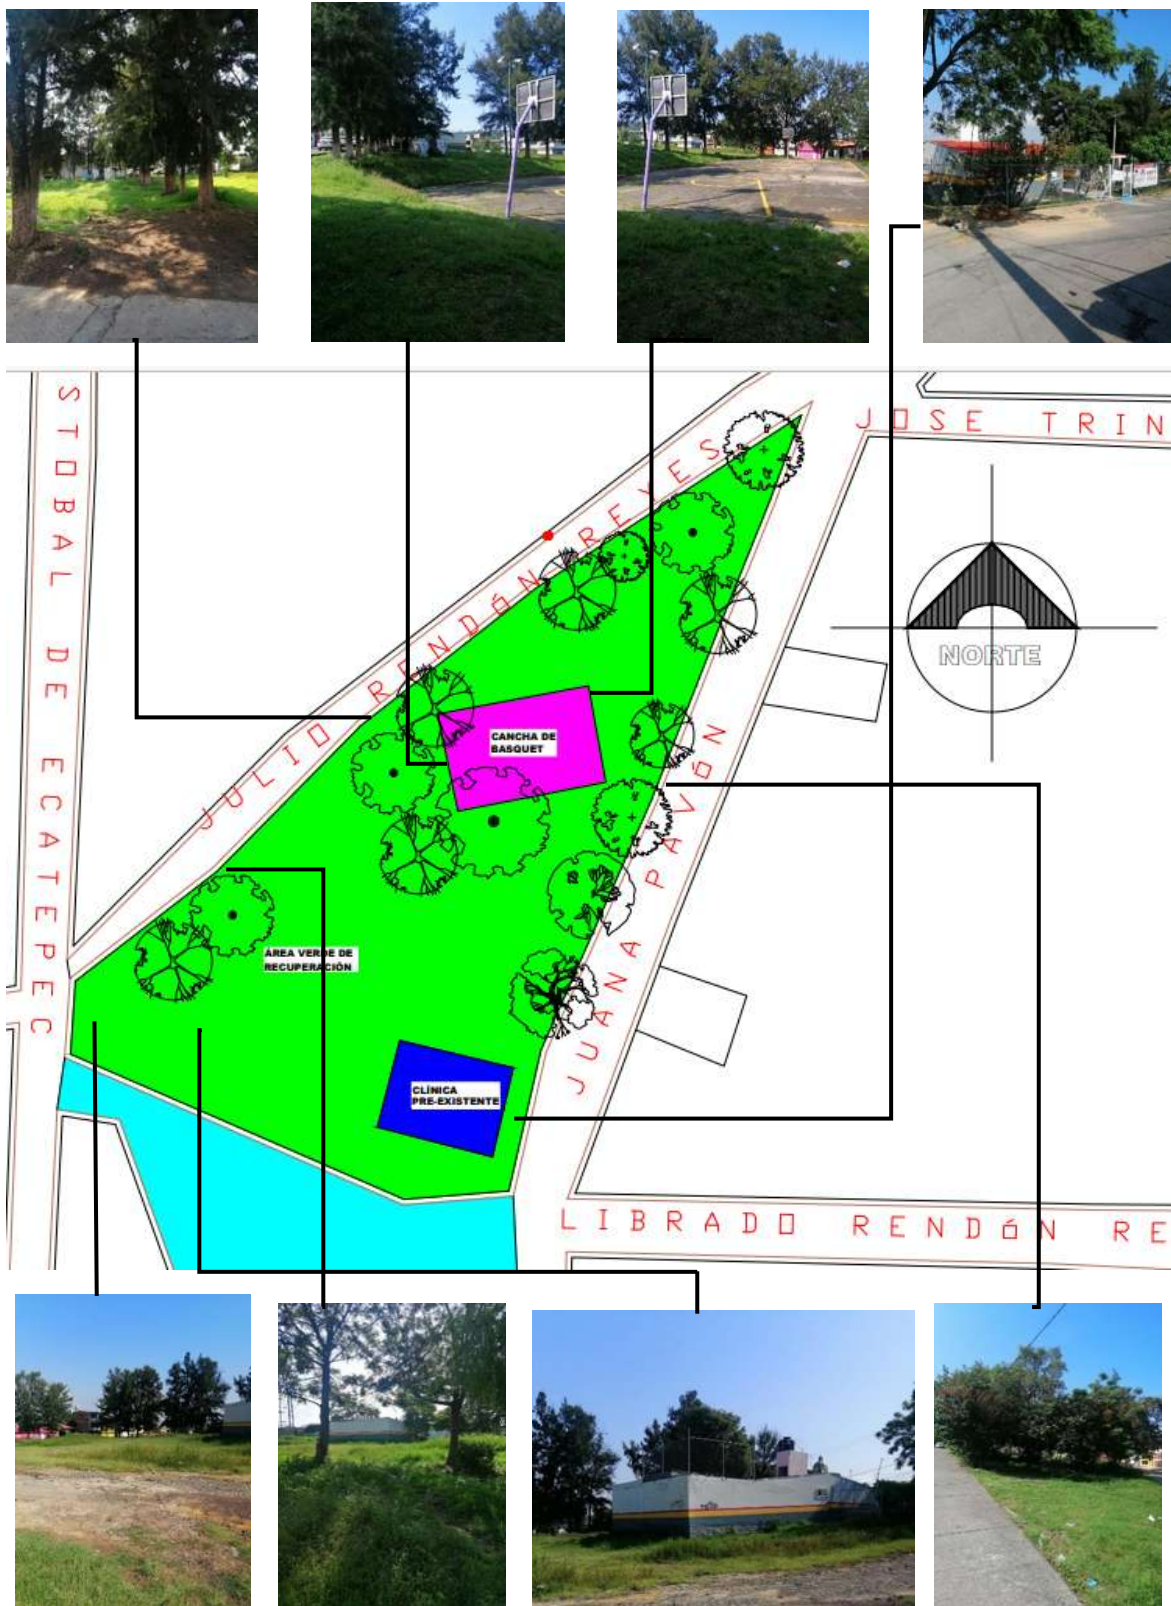 STOBAL DE ECATEPEC
JULIO RENDÓN REYES
JOSE TRIN
NORTE
CANCHA DE
BASQUET
JUANA PAVÓN
ÁREA VERDE DE
RECUPERACIÓN
CLÍNICA
PRE-EXISTENTE
LIBRADO RENDÓN RE